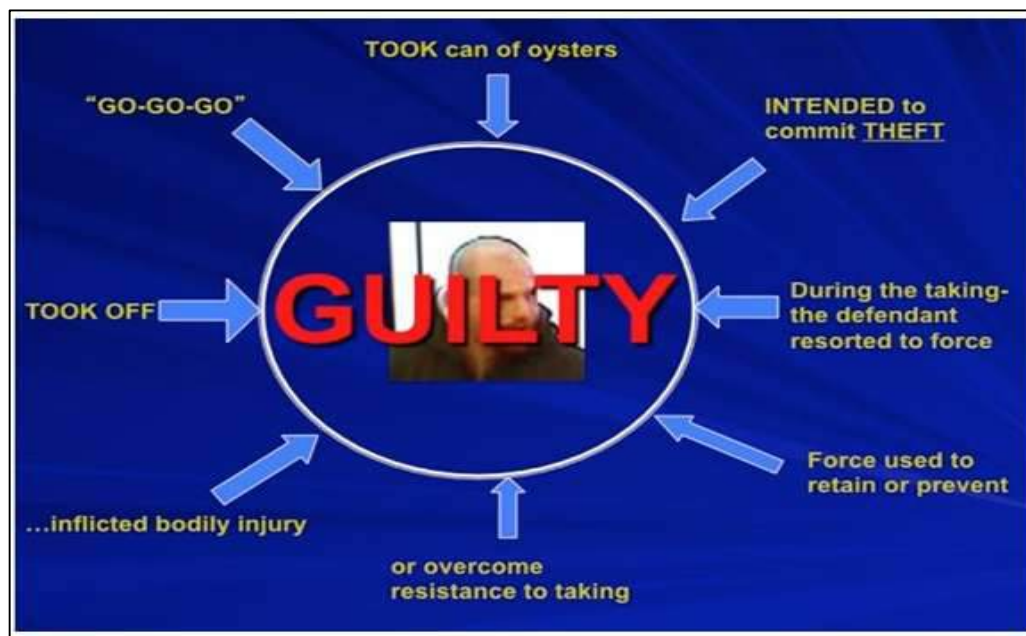 TOOK can of oysters
“GO-GO-GO”
INTENDED to
commit THEFT
GUILTY
TOOK OFF
During the taking-
the defendant
resorted to force
Force used to
retain or prevent
…inflicted bodily injury
or overcome
resistance to taking